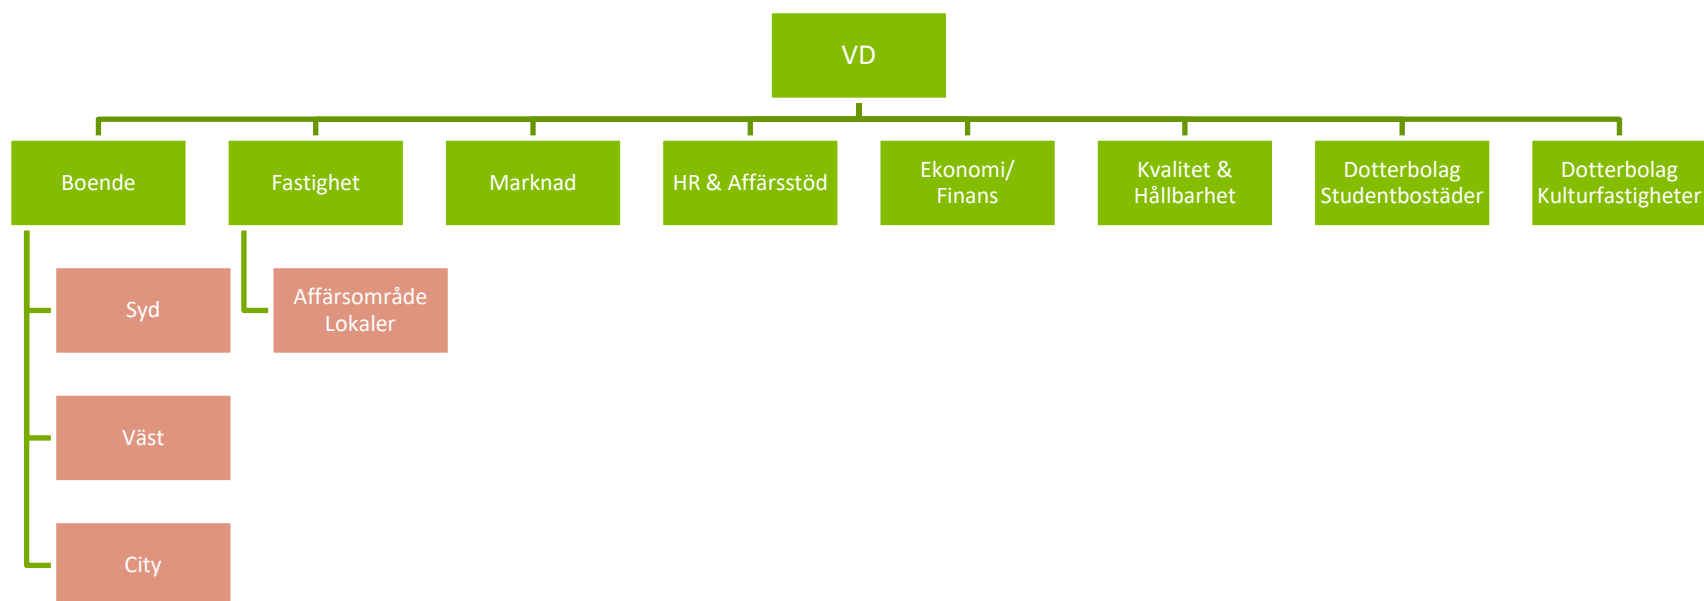 VD
Boende
Fastighet
Marknad
HR & Affärsstöd
Ekonomi/
Finans
Kvalitet &
Hållbarhet
Dotterbolag
Studentbostäder
Dotterbolag
Kulturfastigheter
Syd
Affärsområde
Lokaler
Väst
City